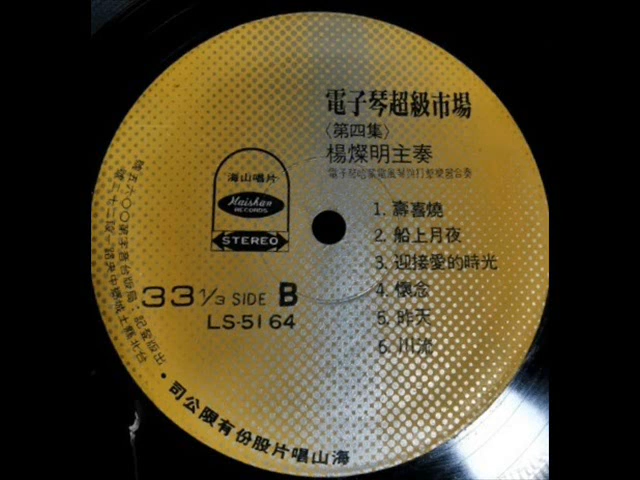 電子琴超級市場
〈第四集〉
楊燦明主奏
海山唱片
Haishan
RECORDS
STEREO
1. 壽喜燒
2. 船上月夜
3. 迎接愛的時光
4. 懷念
5. 昨天
6. 川流
33 1/3 SIDE B
LS-5164
海山唱片股份有限公司・